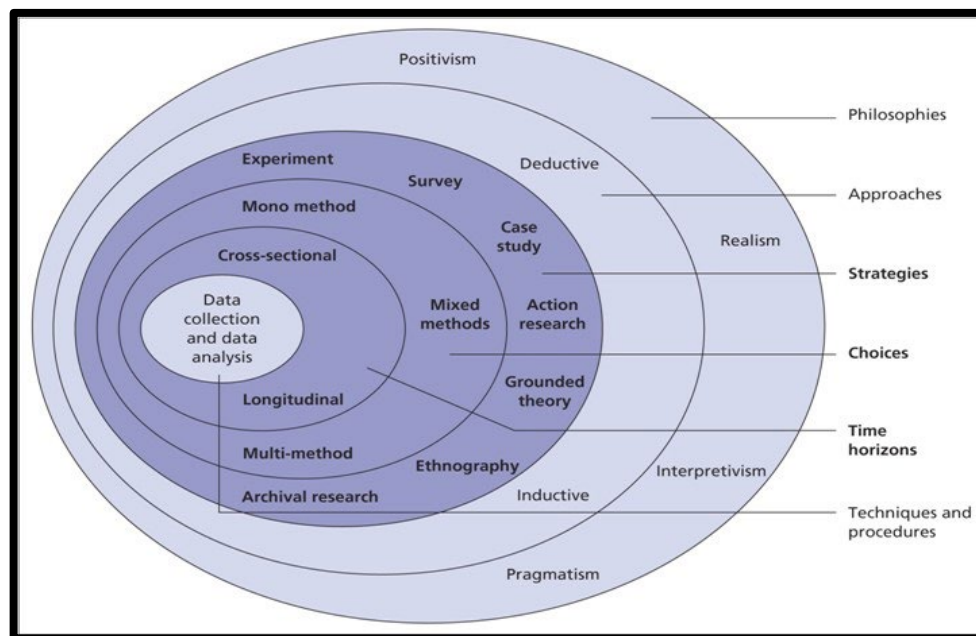 Positivism
Philosophies
Deductive
Approaches
Realism
Experiment
Survey
Mono method
Case
study
Strategies
Cross-sectional
Data
collection
and data
analysis
Mixed
methods
Action
research
Choices
Longitudinal
Grounded
theory
Time
horizons
Multi-method
Ethnography
Interpretivism
Archival research
Inductive
Techniques and
procedures
Pragmatism